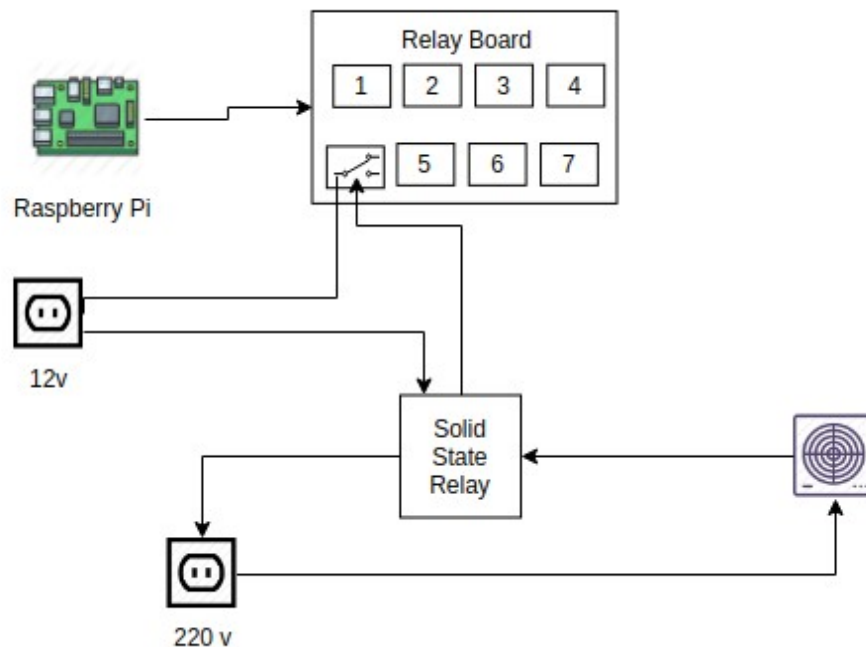 Relay Board
1
2
3
4
5
6
7
Raspberry Pi
12v
Solid
State
Relay
220 v